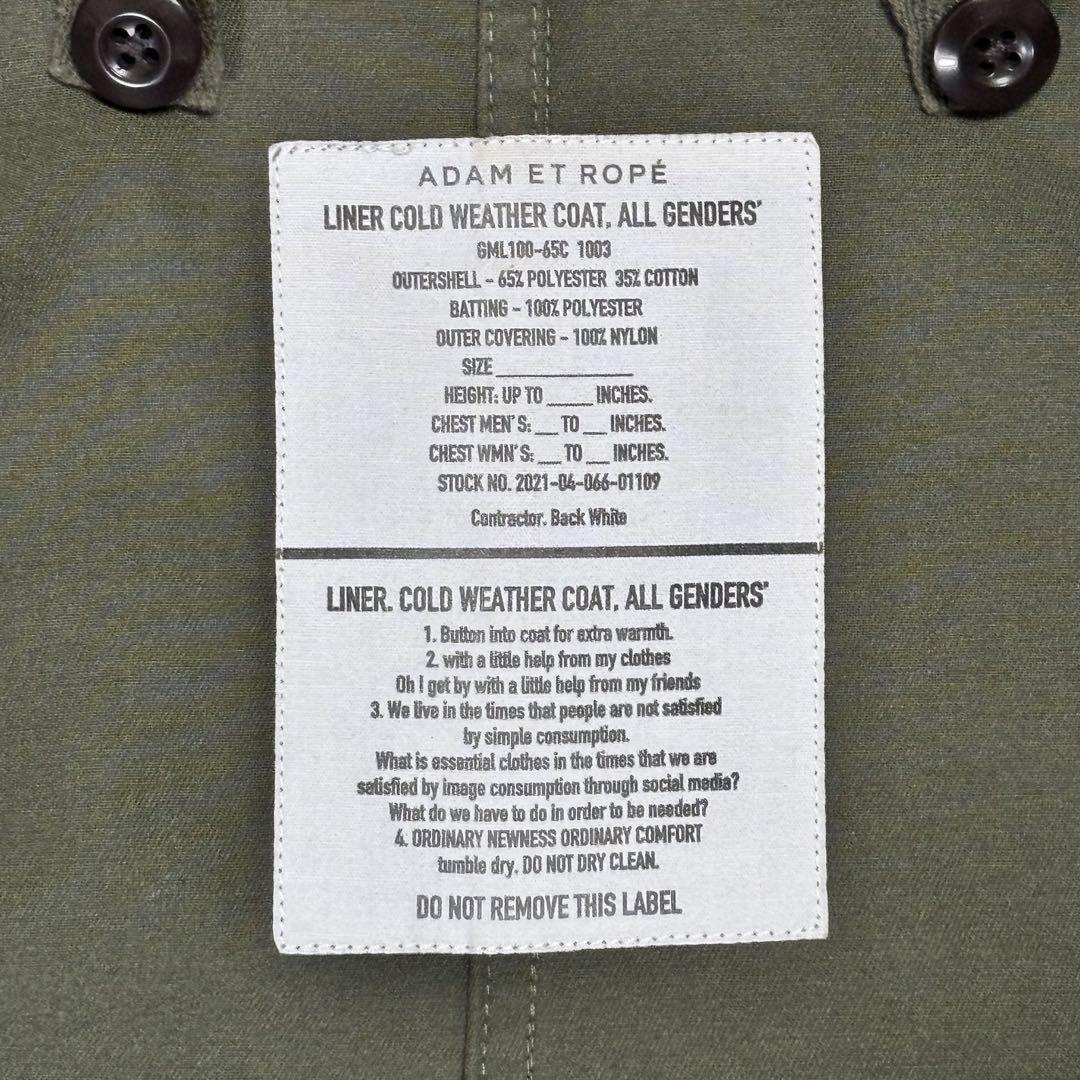 ADAM ET ROPÉ
LINER COLD WEATHER COAT, ALL GENDERS'
GML100-65C 1003
OUTERSHELL - 65% POLYESTER 35% COTTON
BATTING - 100% POLYESTER
OUTER COVERING - 100% NYLON
SIZE ______________
HEIGHT: UP TO _____ INCHES.
CHEST MEN'S: __ TO __ INCHES.
CHEST WMN'S: __ TO __ INCHES.
STOCK NO. 2021-04-066-01109
Contractor. Back White
LINER. COLD WEATHER COAT, ALL GENDERS'
1. Button into coat for extra warmth.
2. with a little help from my clothes
Oh I get by with a little help from my friends
3. We live in the times that people are not satisfied
by simple consumption.
What is essential clothes in the times that we are
satisfied by image consumption through social media?
What do we have to do in order to be needed?
4. ORDINARY NEWNESS ORDINARY COMFORT
tumble dry. DO NOT DRY CLEAN.
DO NOT REMOVE THIS LABEL